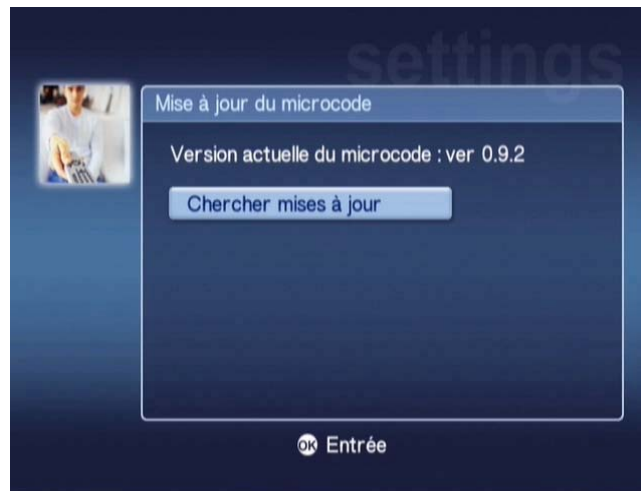 settings
Mise à jour du microcode
Version actuelle du microcode : ver 0.9.2
Chercher mises à jour
OK Entrée